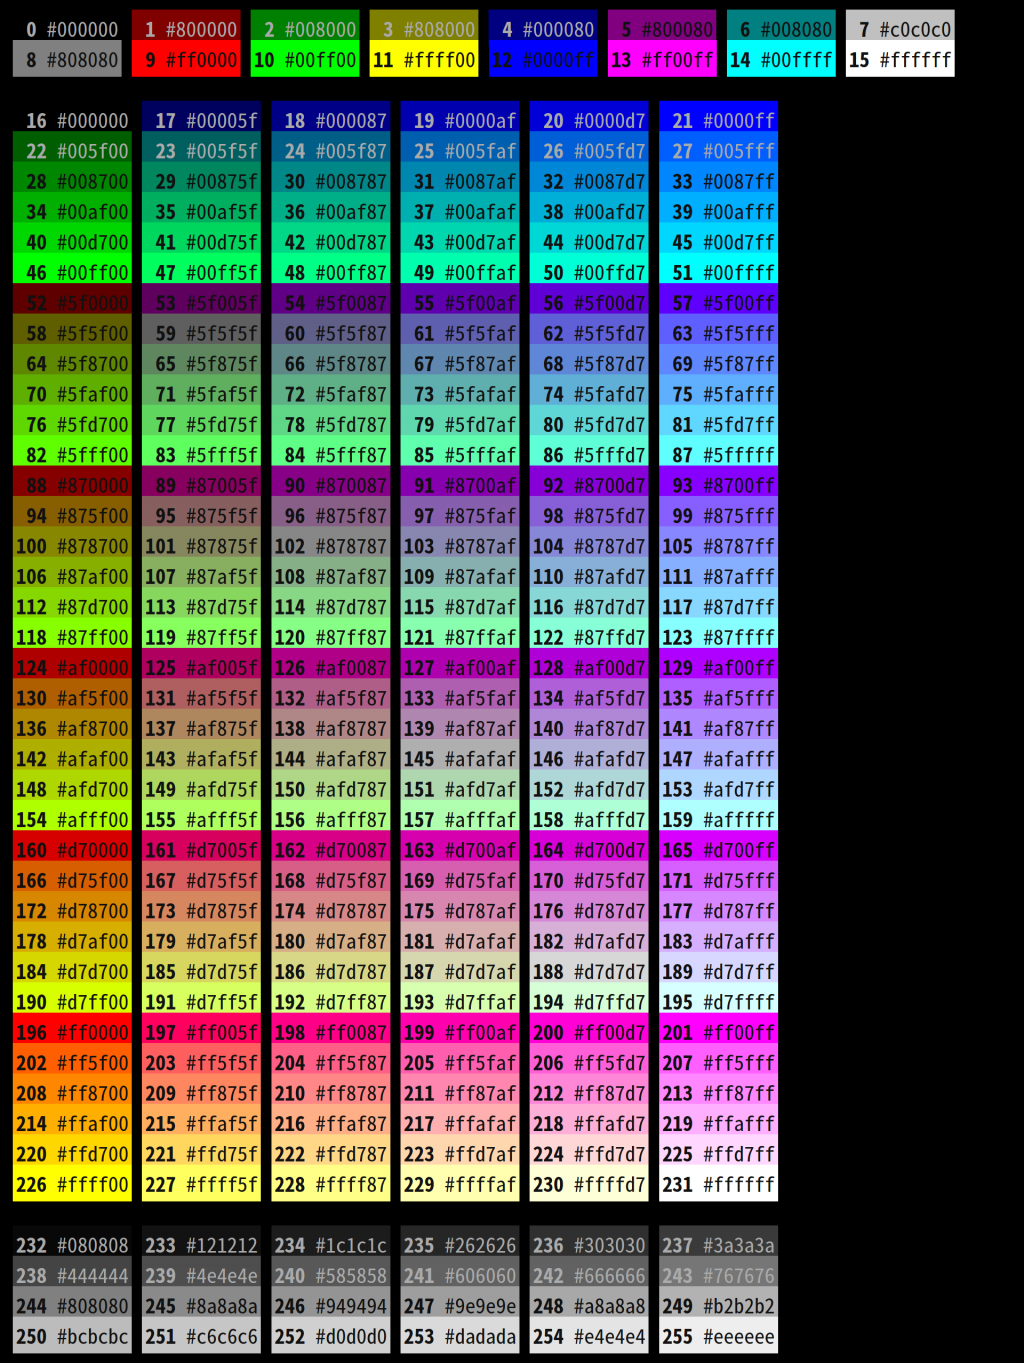 0 #000000 1 #800000 2 #008000 3 #808000 4 #000080 5 #800080 6 #008080 7 #c0c0c0
8 #808080 9 #ff0000 10 #00ff00 11 #ffff00 12 #0000ff 13 #ff00ff 14 #00ffff 15 #ffffff
16 #000000 17 #00005f 18 #000087 19 #0000af 20 #0000d7 21 #0000ff
22 #005f00 23 #005f5f 24 #005f87 25 #005faf 26 #005fd7 27 #005fff
28 #008700 29 #00875f 30 #008787 31 #0087af 32 #0087d7 33 #0087ff
34 #00af00 35 #00af5f 36 #00af87 37 #00afaf 38 #00afd7 39 #00afff
40 #00d700 41 #00d75f 42 #00d787 43 #00d7af 44 #00d7d7 45 #00d7ff
46 #00ff00 47 #00ff5f 48 #00ff87 49 #00ffaf 50 #00ffd7 51 #00ffff
52 #5f0000 53 #5f005f 54 #5f0087 55 #5f00af 56 #5f00d7 57 #5f00ff
58 #5f5f00 59 #5f5f5f 60 #5f5f87 61 #5f5faf 62 #5f5fd7 63 #5f5fff
64 #5f8700 65 #5f875f 66 #5f8787 67 #5f87af 68 #5f87d7 69 #5f87ff
70 #5faf00 71 #5faf5f 72 #5faf87 73 #5fafaf 74 #5fafd7 75 #5fafff
76 #5fd700 77 #5fd75f 78 #5fd787 79 #5fd7af 80 #5fd7d7 81 #5fd7ff
82 #5fff00 83 #5fff5f 84 #5fff87 85 #5fffaf 86 #5fffd7 87 #5fffff
88 #870000 89 #87005f 90 #870087 91 #8700af 92 #8700d7 93 #8700ff
94 #875f00 95 #875f5f 96 #875f87 97 #875faf 98 #875fd7 99 #875fff
100 #878700 101 #87875f 102 #878787 103 #8787af 104 #8787d7 105 #8787ff
106 #87af00 107 #87af5f 108 #87af87 109 #87afaf 110 #87afd7 111 #87afff
112 #87d700 113 #87d75f 114 #87d787 115 #87d7af 116 #87d7d7 117 #87d7ff
118 #87ff00 119 #87ff5f 120 #87ff87 121 #87ffaf 122 #87ffd7 123 #87ffff
124 #af0000 125 #af005f 126 #af0087 127 #af00af 128 #af00d7 129 #af00ff
130 #af5f00 131 #af5f5f 132 #af5f87 133 #af5faf 134 #af5fd7 135 #af5fff
136 #af8700 137 #af875f 138 #af8787 139 #af87af 140 #af87d7 141 #af87ff
142 #afaf00 143 #afaf5f 144 #afaf87 145 #afafaf 146 #afafd7 147 #afafff
148 #afd700 149 #afd75f 150 #afd787 151 #afd7af 152 #afd7d7 153 #afd7ff
154 #afff00 155 #afff5f 156 #afff87 157 #afffaf 158 #afffd7 159 #afffff
160 #d70000 161 #d7005f 162 #d70087 163 #d700af 164 #d700d7 165 #d700ff
166 #d75f00 167 #d75f5f 168 #d75f87 169 #d75faf 170 #d75fd7 171 #d75fff
172 #d78700 173 #d7875f 174 #d78787 175 #d787af 176 #d787d7 177 #d787ff
178 #d7af00 179 #d7af5f 180 #d7af87 181 #d7afaf 182 #d7afd7 183 #d7afff
184 #d7d700 185 #d7d75f 186 #d7d787 187 #d7d7af 188 #d7d7d7 189 #d7d7ff
190 #d7ff00 191 #d7ff5f 192 #d7ff87 193 #d7ffaf 194 #d7ffd7 195 #d7ffff
196 #ff0000 197 #ff005f 198 #ff0087 199 #ff00af 200 #ff00d7 201 #ff00ff
202 #ff5f00 203 #ff5f5f 204 #ff5f87 205 #ff5faf 206 #ff5fd7 207 #ff5fff
208 #ff8700 209 #ff875f 210 #ff8787 211 #ff87af 212 #ff87d7 213 #ff87ff
214 #ffaf00 215 #ffaf5f 216 #ffaf87 217 #ffafaf 218 #ffafd7 219 #ffafff
220 #ffd700 221 #ffd75f 222 #ffd787 223 #ffd7af 224 #ffd7d7 225 #ffd7ff
226 #ffff00 227 #ffff5f 228 #ffff87 229 #ffffaf 230 #ffffd7 231 #ffffff
232 #080808 233 #121212 234 #1c1c1c 235 #262626 236 #303030 237 #3a3a3a
238 #444444 239 #4e4e4e 240 #585858 241 #606060 242 #666666 243 #767676
244 #808080 245 #8a8a8a 246 #949494 247 #9e9e9e 248 #a8a8a8 249 #b2b2b2
250 #bcbcbc 251 #c6c6c6 252 #d0d0d0 253 #dadada 254 #e4e4e4 255 #eeeeee